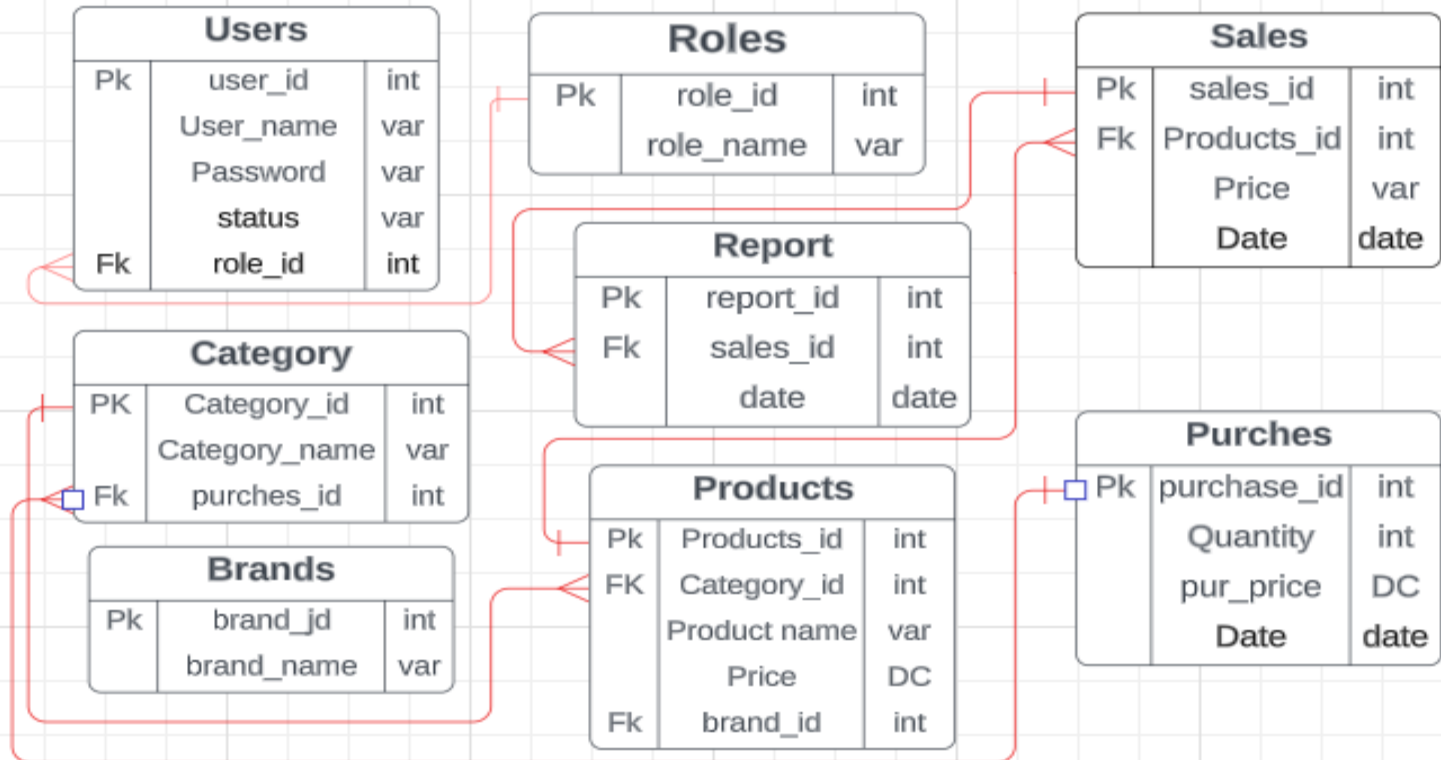 Users
Pk user_id int
User_name var
Password var
status var
Fk role_id int
Roles
Pk role_id int
role_name var
Sales
Pk sales_id int
Fk Products_id int
Price var
Date date
Report
Pk report_id int
Fk sales_id int
date date
Category
PK Category_id int
Category_name var
Fk purches_id int
Purches
Pk purchase_id int
Quantity int
pur_price DC
Date date
Products
Pk Products_id int
FK Category_id int
Product name var
Price DC
Fk brand_id int
Brands
Pk brand_jd int
brand_name var